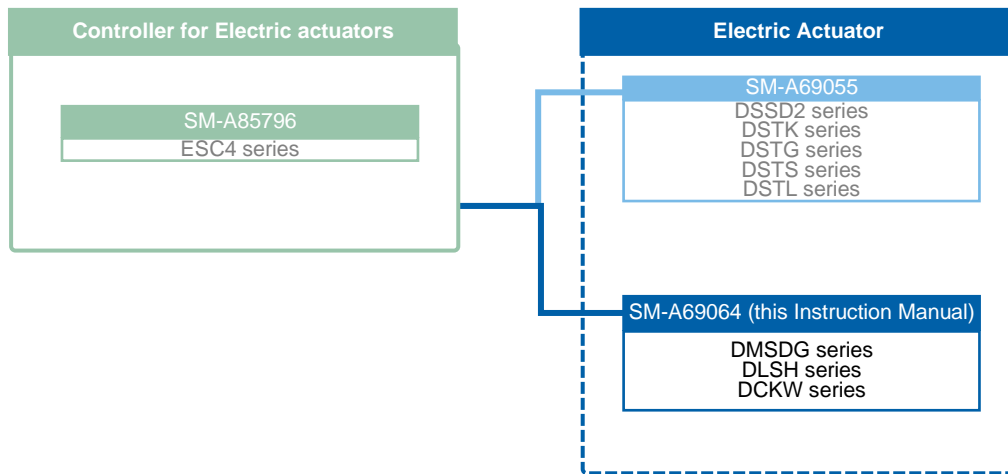 Controller for Electric actuators
SM-A85796
ESC4 series
Electric Actuator
SM-A69055
DSSD2 series
DSTK series
DSTG series
DSTS series
DSTL series
SM-A69064 (this Instruction Manual)
DMSDG series
DLSH series
DCKW series